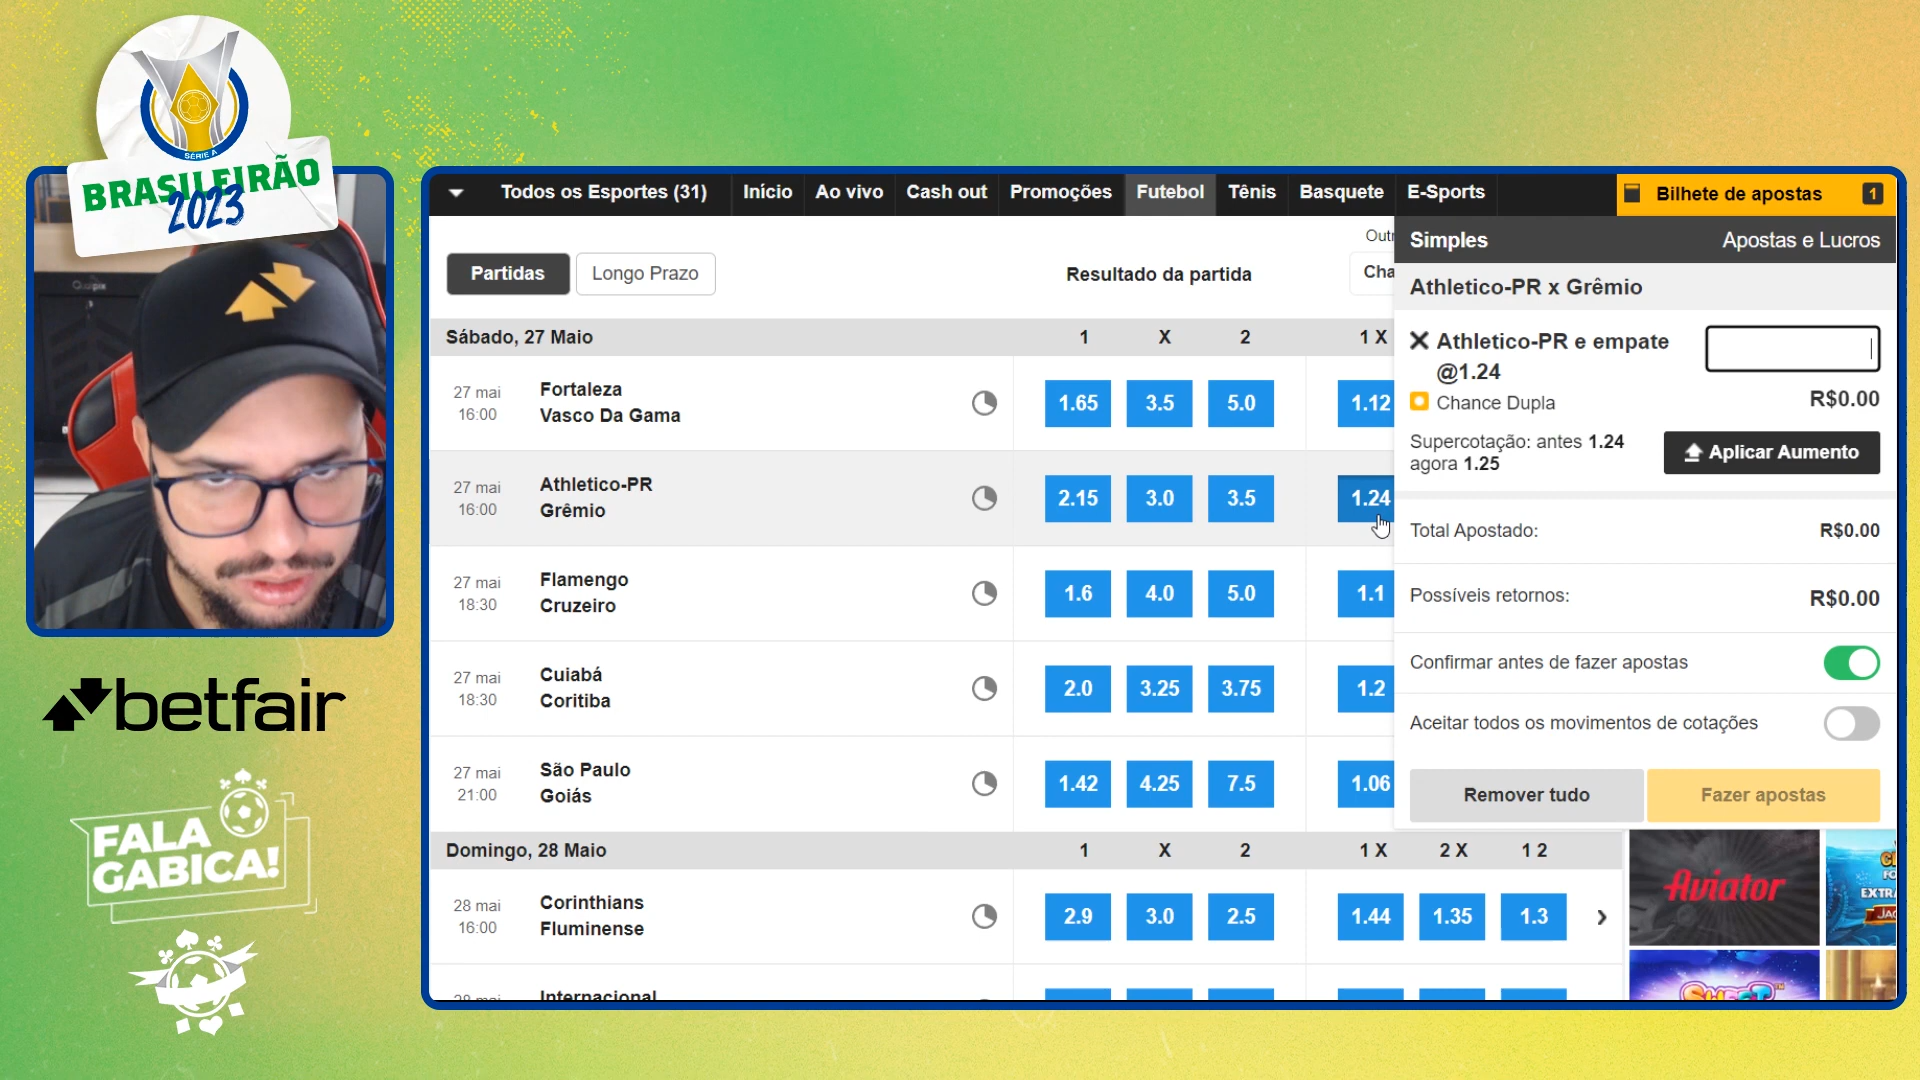 SÉRIE A
BRASILEIRÃO
2023
betfair
FALA
GABICA!
Todos os Esportes (31)
Início
Ao vivo
Cash out
Promoções
Futebol
Tênis
Basquete
E-Sports
Bilhete de apostas
1
Partidas
Longo Prazo
Resultado da partida
Outr
Cha
Sábado, 27 Maio
1 X 2 1 X
27 mai
16:00
Fortaleza
Vasco Da Gama
1.65 3.5 5.0 1.12
27 mai
16:00
Athletico-PR
Grêmio
2.15 3.0 3.5 1.24
27 mai
18:30
Flamengo
Cruzeiro
1.6 4.0 5.0 1.1
27 mai
18:30
Cuiabá
Coritiba
2.0 3.25 3.75 1.2
27 mai
21:00
São Paulo
Goiás
1.42 4.25 7.5 1.06
Domingo, 28 Maio
1 X 2 1 X 2 X 1 2
28 mai
16:00
Corinthians
Fluminense
2.9 3.0 2.5 1.44 1.35 1.3
28 mai
Internacional
Simples
Apostas e Lucros
Athletico-PR x Grêmio
Athletico-PR e empate
@1.24
Chance Dupla
R$0.00
Supercotação: antes 1.24
agora 1.25
Aplicar Aumento
Total Apostado:
R$0.00
Possíveis retornos:
R$0.00
Confirmar antes de fazer apostas
Aceitar todos os movimentos de cotações
Remover tudo
Fazer apostas
Aviator
EXTR
JAC
SWEET